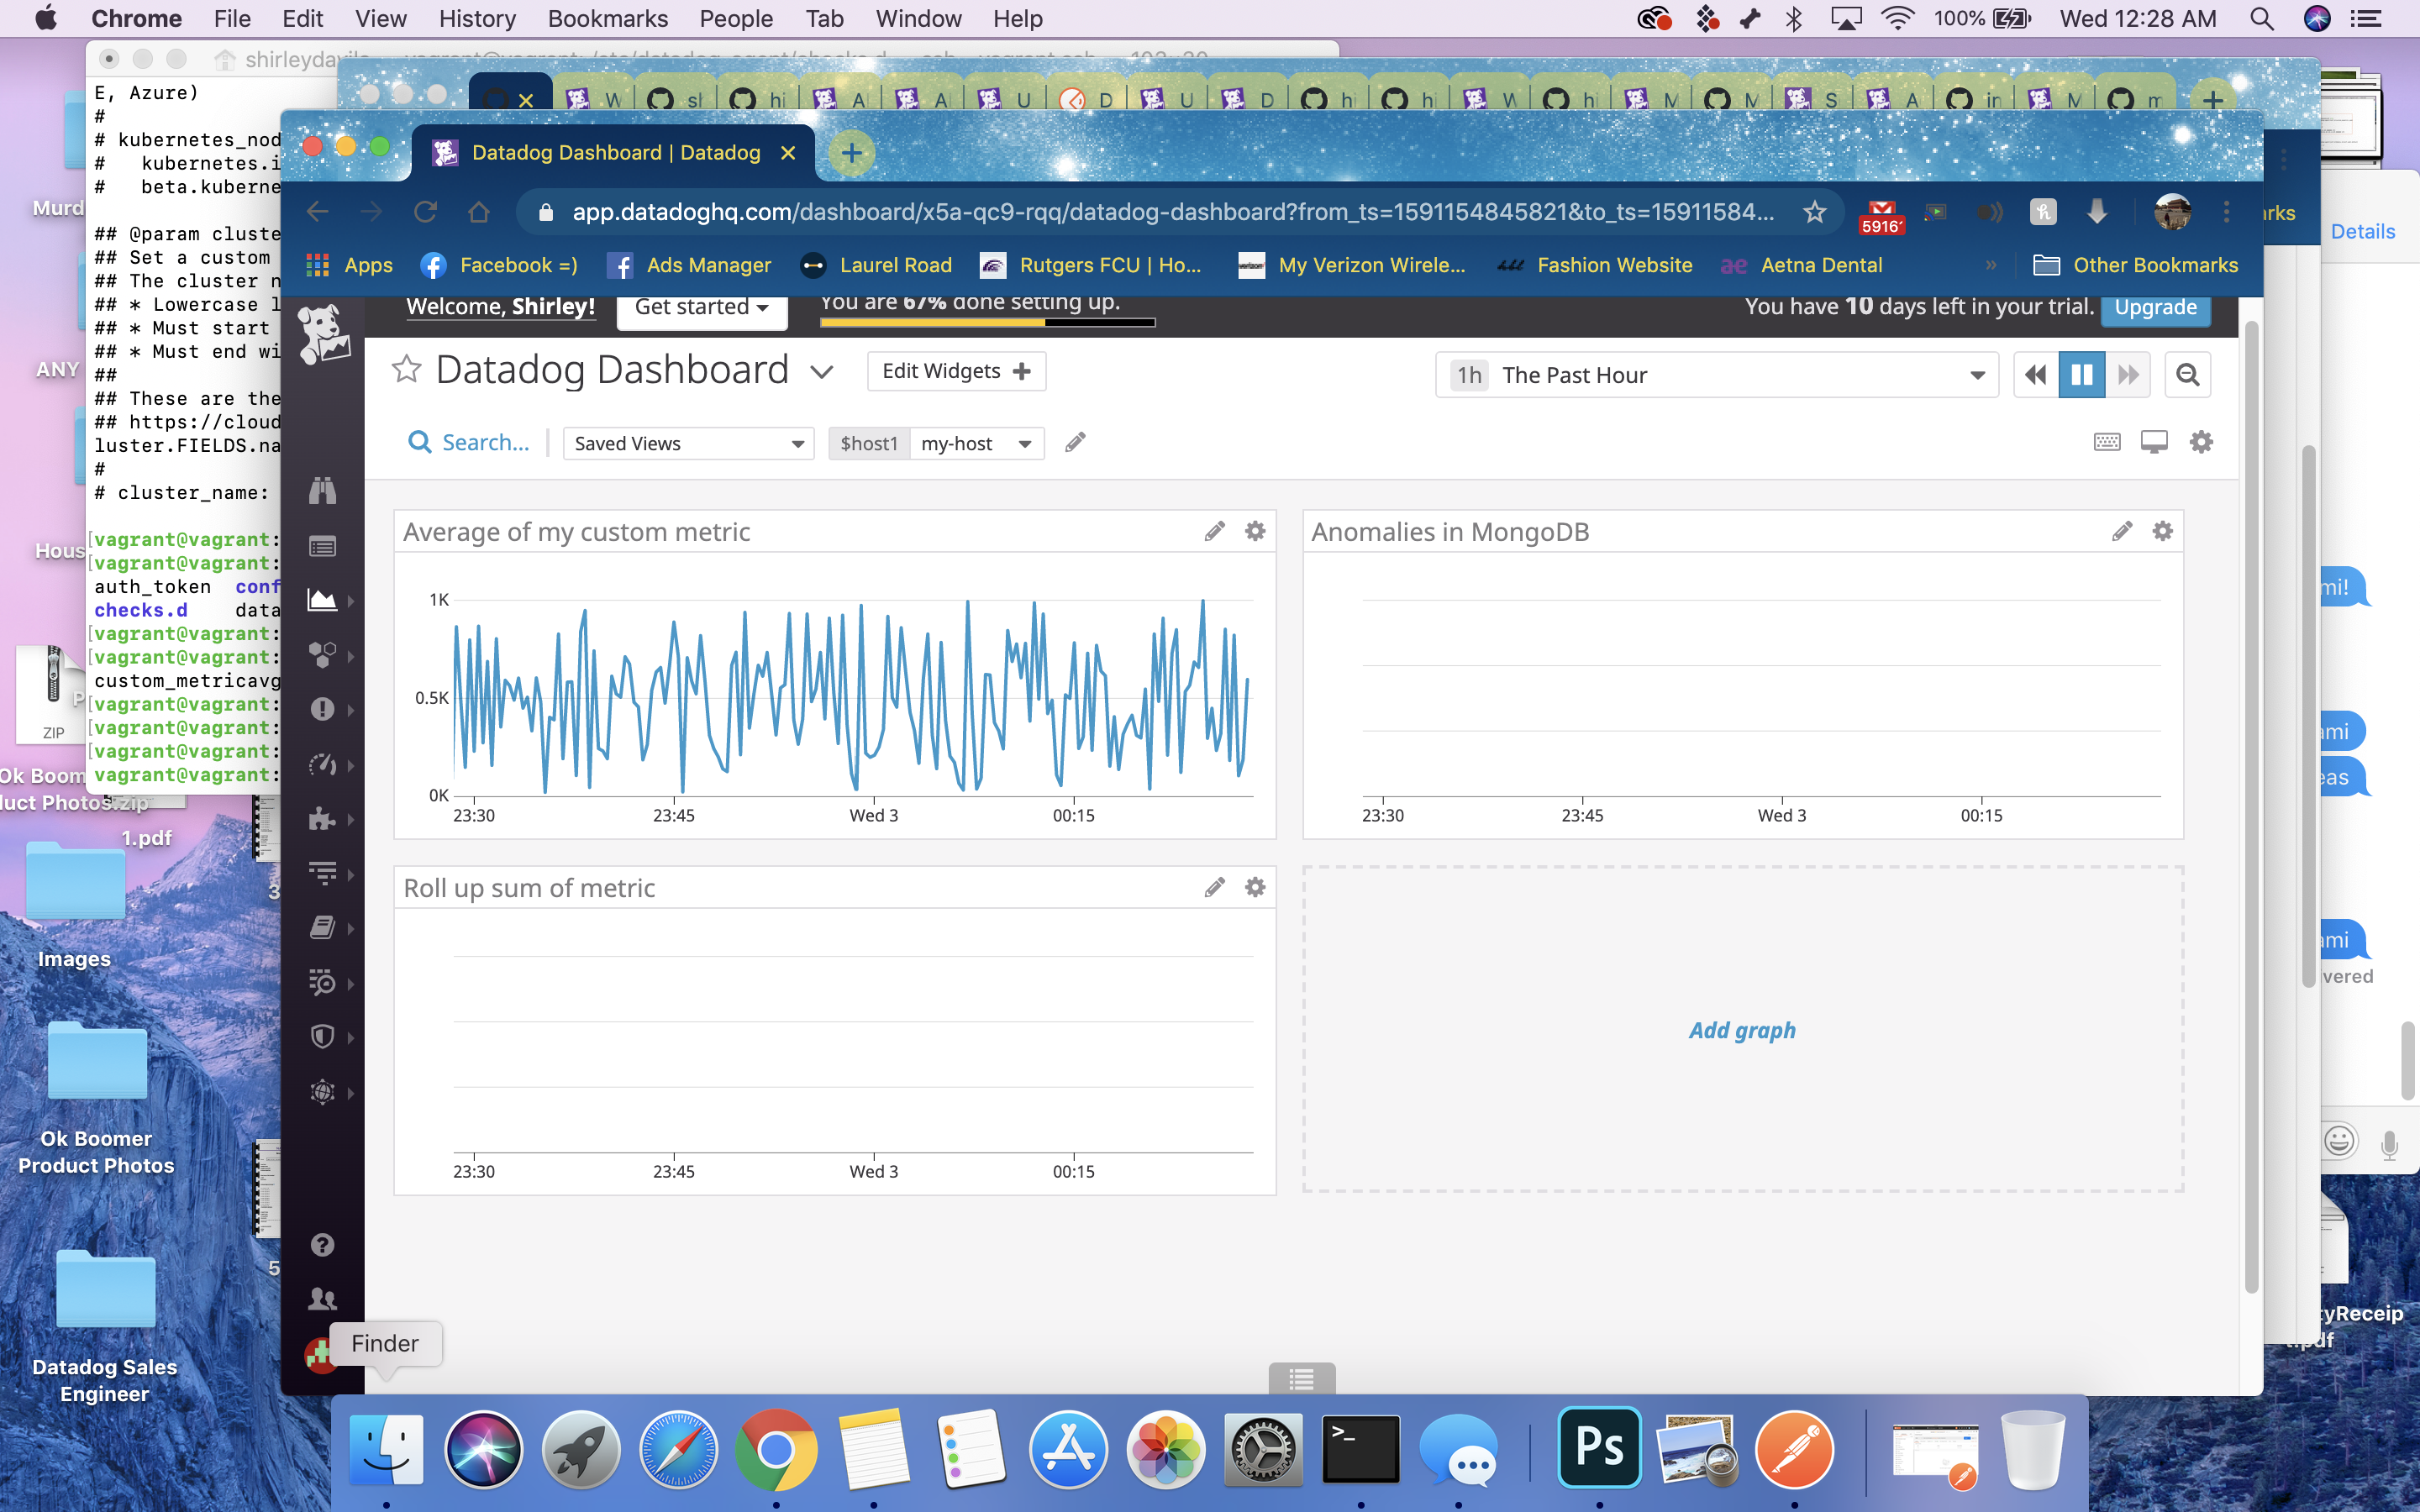 Chrome File Edit View History Bookmarks People Tab Window Help
100% Wed 12:28 AM
E, Azure)
#
# kubernetes_nod
# kubernetes.i
# beta.kuberne
## @param cluste
## Set a custom
## The cluster n
## * Lowercase l
## * Must start
## * Must end wi
##
## These are the
## https://cloud
luster.FIELDS.na
#
# cluster_name:
[vagrant@vagrant:
[vagrant@vagrant:
auth_token conf
checks.d data
[vagrant@vagrant:
[vagrant@vagrant:
custom_metricavg
[vagrant@vagrant:
[vagrant@vagrant:
[vagrant@vagrant:
vagrant@vagrant:
Datadog Dashboard | Datadog
app.datadoghq.com/dashboard/x5a-qc9-rqq/datadog-dashboard?from_ts=1591154845821&to_ts=15911584...
Apps Facebook =) Ads Manager Laurel Road Rutgers FCU | Ho... My Verizon Wirele... Fashion Website Aetna Dental » Other Bookmarks
Welcome, Shirley! Get started You are 67% done setting up. You have 10 days left in your trial. Upgrade
Datadog Dashboard Edit Widgets + 1h The Past Hour
Search... Saved Views $host1 my-host
Average of my custom metric
1K
0.5K
0K
23:30 23:45 Wed 3 00:15
Anomalies in MongoDB
23:30 23:45 Wed 3 00:15
Roll up sum of metric
23:30 23:45 Wed 3 00:15
Add graph
Finder
Details
Murd
ANY
Hous
ZIP
Ok Boom
luct Photos.zip
1.pdf
Images
Ok Boomer
Product Photos
Datadog Sales
Engineer
mi!
ami
eas
ami
vered
tyReceip
Ps